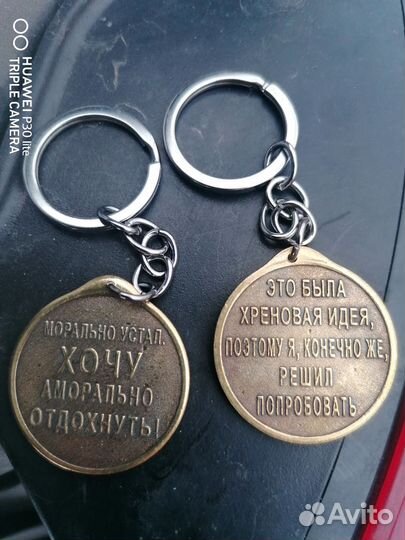 HUAWEI P30 lite
TRIPLE CAMERA
МОРАЛЬНО УСТАЛ.
ХОЧУ
АМОРАЛЬНО
ОТДОХНУТЬ!
ЭТО БЫЛА
ХРЕНОВАЯ ИДЕЯ,
ПОЭТОМУ Я, КОНЕЧНО ЖЕ,
РЕШИЛ
ПОПРОБОВАТЬ
Avito